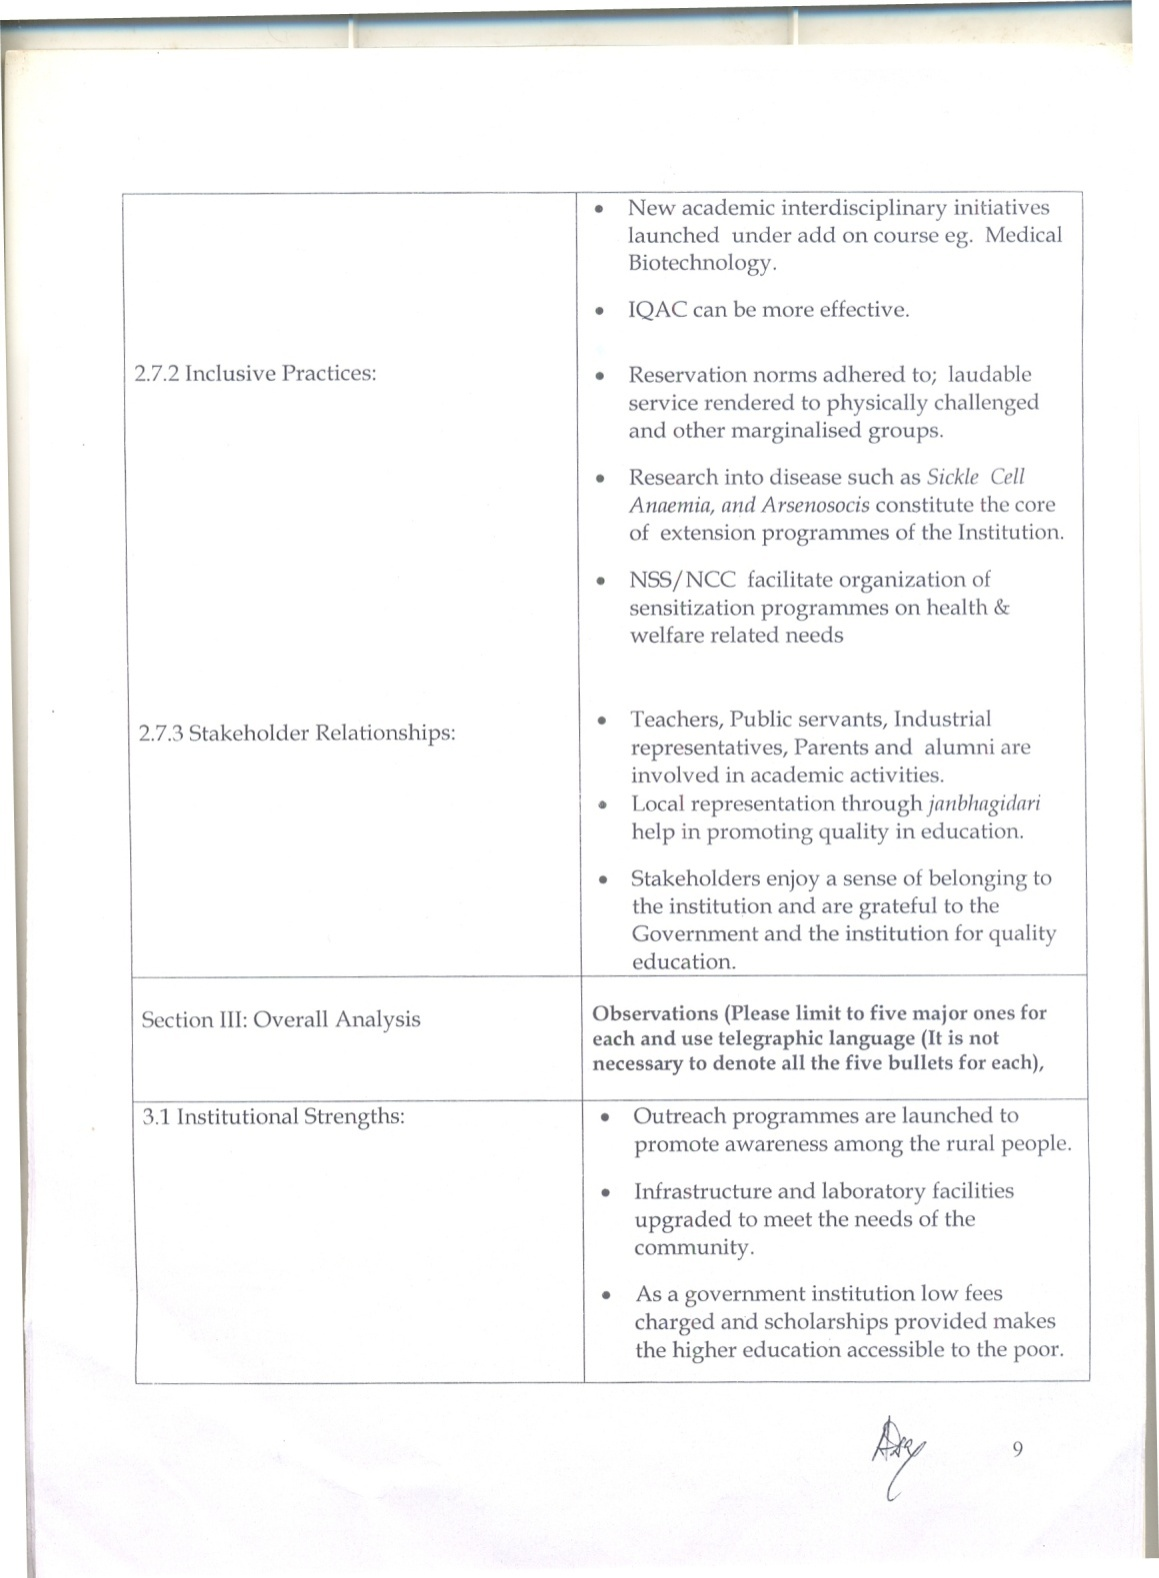 New academic interdisciplinary initiatives
launched under add on course eg. Medical
Biotechnology.
IQAC can be more effective.
2.7.2 Inclusive Practices:
Reservation norms adhered to; laudable
service rendered to physically challenged
and other marginalised groups.
Research into disease such as Sickle Cell
Anaemia, and Arsenosocis constitute the core
of extension programmes of the Institution.
NSS/NCC facilitate organization of
sensitization programmes on health &
welfare related needs
2.7.3 Stakeholder Relationships:
Teachers, Public servants, Industrial
representatives, Parents and alumni are
involved in academic activities.
Local representation through janbhagidari
help in promoting quality in education.
Stakeholders enjoy a sense of belonging to
the institution and are grateful to the
Government and the institution for quality
education.
Section III: Overall Analysis
Observations (Please limit to five major ones for
each and use telegraphic language (It is not
necessary to denote all the five bullets for each),
3.1 Institutional Strengths:
Outreach programmes are launched to
promote awareness among the rural people.
Infrastructure and laboratory facilities
upgraded to meet the needs of the
community.
As a government institution low fees
charged and scholarships provided makes
the higher education accessible to the poor.
9